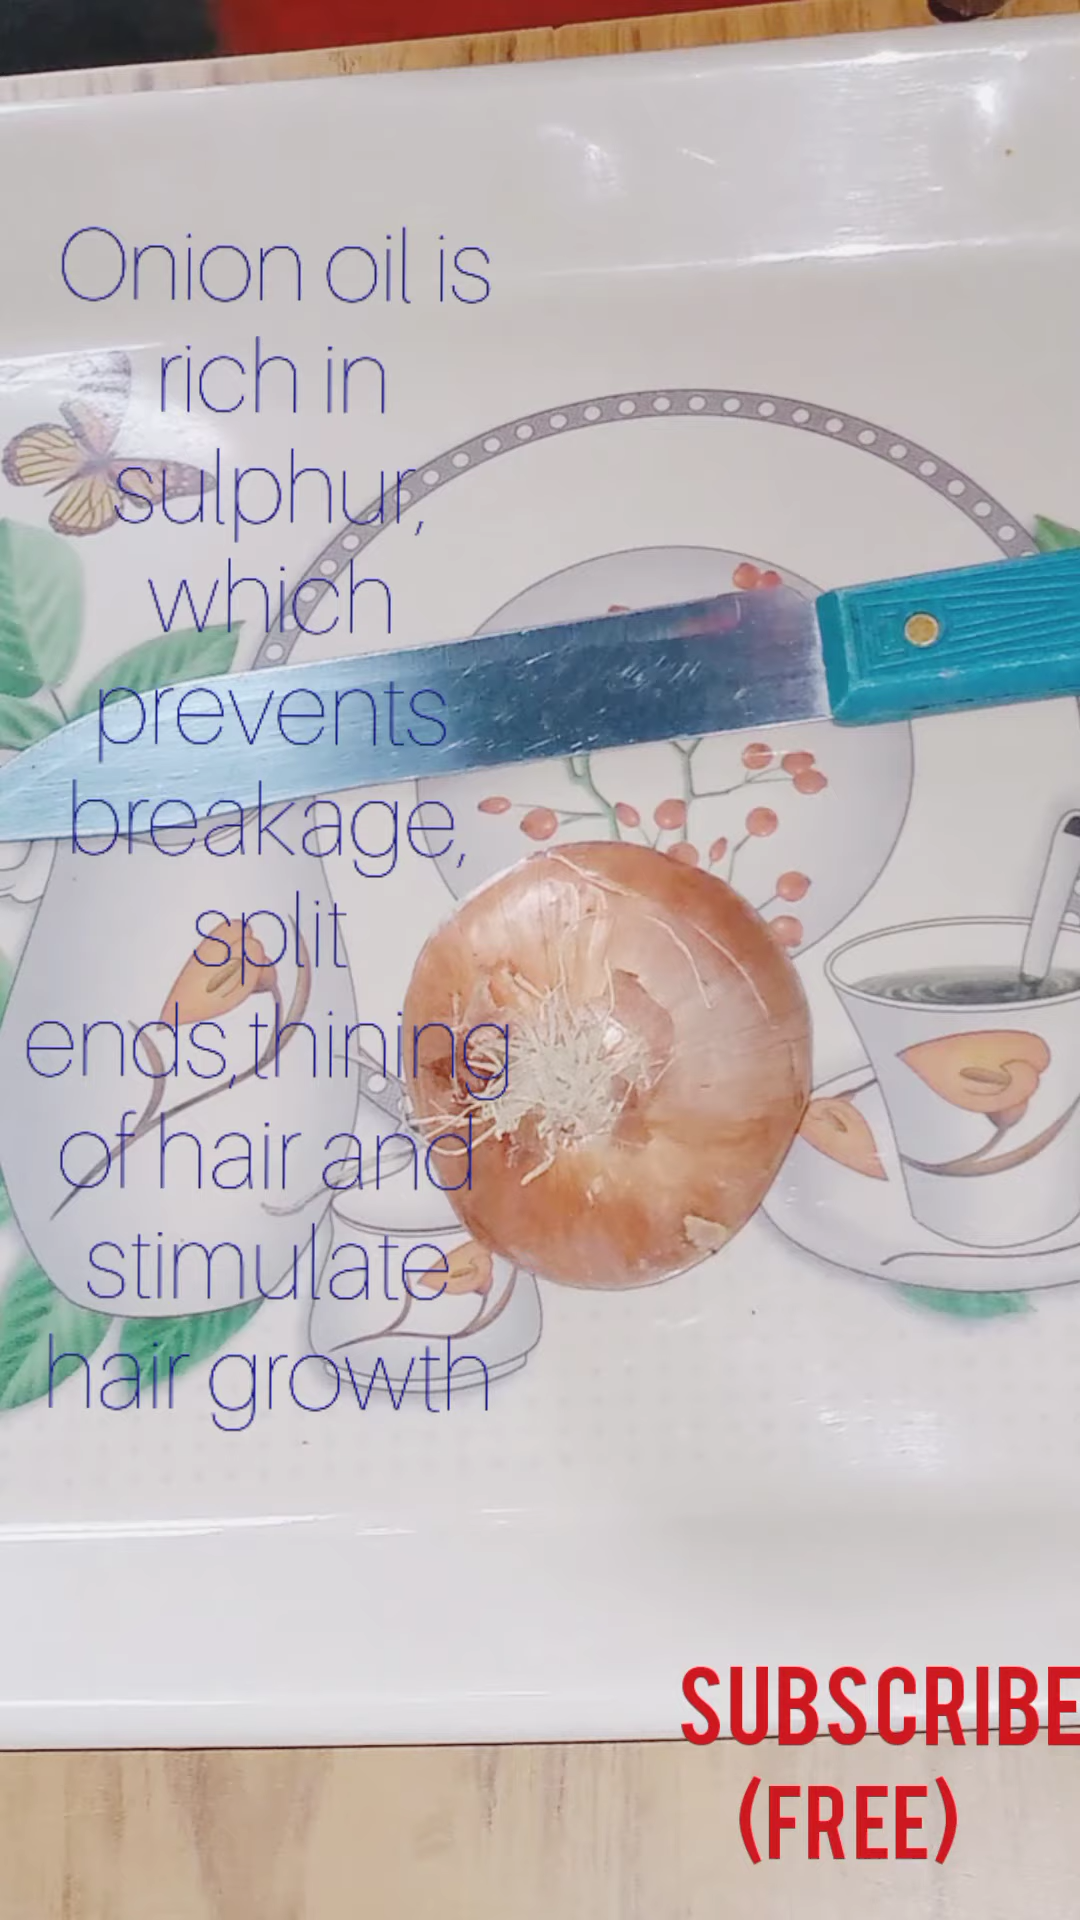 Onion oil is
rich in
sulphur,
which
prevents
breakage,
split
ends,thining
of hair and
stimulate
hair growth
SUBSCRIBE
(FREE)